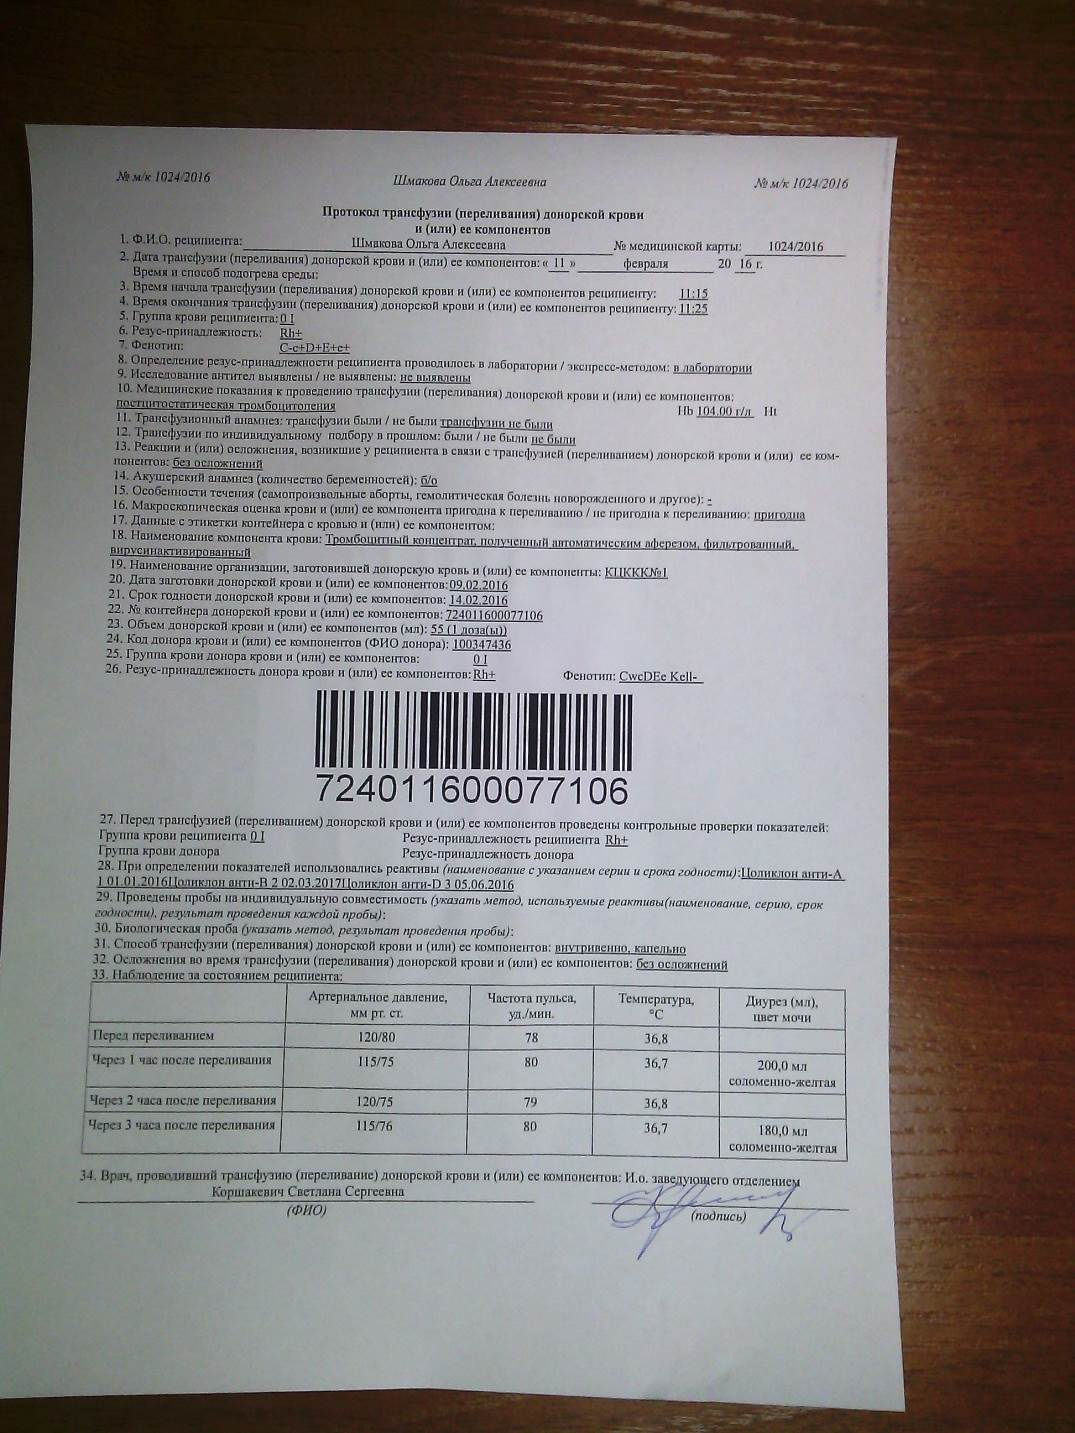 № м/к 1024/2016 Шмакова Ольга Алексеевна № м/к 1024/2016
Протокол трансфузии (переливания) донорской крови
и (или) ее компонентов
1. Ф.И.О. реципиента: Шмакова Ольга Алексеевна № медицинской карты: 1024/2016
2. Дата трансфузии (переливания) донорской крови и (или) ее компонентов: « 11 » февраля 20 16 г.
Время и способ подогрева среды:
3. Время начала трансфузии (переливания) донорской крови и (или) ее компонентов реципиенту: 11:15
4. Время окончания трансфузии (переливания) донорской крови и (или) ее компонентов реципиенту: 11:25
5. Группа крови реципиента: 0 I
6. Резус-принадлежность: Rh+
7. Фенотип: C-c+D+E+e+
8. Определение резус-принадлежности реципиента проводилось в лаборатории / экспресс-методом: в лаборатории
9. Исследование антител выявлены / не выявлены: не выявлены
10. Медицинские показания к проведению трансфузии (переливания) донорской крови и (или) ее компонентов:
постцитостатическая тромбоцитопения Hb 104.00 г/л Ht
11. Трансфузионный анамнез: трансфузии были / не были трансфузии не были
12. Трансфузии по индивидуальному подбору в прошлом: были / не были не были
13. Реакции и (или) осложнения, возникшие у реципиента в связи с трансфузией (переливанием) донорской крови и (или) ее ком-
понентов: без осложнений
14. Акушерский анамнез (количество беременностей): б/о
15. Особенности течения (самопроизвольные аборты, гемолитическая болезнь новорожденного и другое): -
16. Макроскопическая оценка крови и (или) ее компонента пригодна к переливанию / не пригодна к переливанию: пригодна
17. Данные с этикетки контейнера с кровью и (или) ее компонентом:
18. Наименование компонента крови: Тромбоцитный концентрат, полученный автоматическим аферезом, фильтрованный,
вирусинактивированный
19. Наименование организации, заготовившей донорскую кровь и (или) ее компоненты: КЦККК№1
20. Дата заготовки донорской крови и (или) ее компонентов: 09.02.2016
21. Срок годности донорской крови и (или) ее компонентов: 14.02.2016
22. № контейнера донорской крови и (или) ее компонентов: 724011600077106
23. Объем донорской крови и (или) ее компонентов (мл): 55 (1 доза(ы))
24. Код донора крови и (или) ее компонентов (ФИО донора): 100347436
25. Группа крови донора крови и (или) ее компонентов: 0 I
26. Резус-принадлежность донора крови и (или) ее компонентов: Rh+ Фенотип: CwcDEe Kell-
724011600077106
27. Перед трансфузией (переливанием) донорской крови и (или) ее компонентов проведены контрольные проверки показателей:
Группа крови реципиента 0 I Резус-принадлежность реципиента Rh+
Группа крови донора Резус-принадлежность донора
28. При определении показателей использовались реактивы (наименование с указанием серии и срока годности):Цоликлон анти-А
1 01.01.2016Цоликлон анти-В 2 02.03.2017Цоликлон анти-D 3 05.06.2016
29. Проведены пробы на индивидуальную совместимость (указать метод, используемые реактивы(наименование, серию, срок
годности), результат проведения каждой пробы):
30. Биологическая проба (указать метод, результат проведения пробы):
31. Способ трансфузии (переливания) донорской крови и (или) ее компонентов: внутривенно, капельно
32. Осложнения во время трансфузии (переливания) донорской крови и (или) ее компонентов: без осложнений
33. Наблюдение за состоянием реципиента:
Артериальное давление, Частота пульса, Температура, Диурез (мл),
мм рт. ст. уд./мин. °С цвет мочи
Перед переливанием 120/80 78 36,8
Через 1 час после переливания 115/75 80 36,7 200,0 мл
соломенно-желтая
Через 2 часа после переливания 120/75 79 36,8
Через 3 часа после переливания 115/76 80 36,7 180,0 мл
соломенно-желтая
34. Врач, проводивший трансфузию (переливание) донорской крови и (или) ее компонентов: И.о. заведующего отделением
Коршакевич Светлана Сергеевна
(ФИО) (подпись)